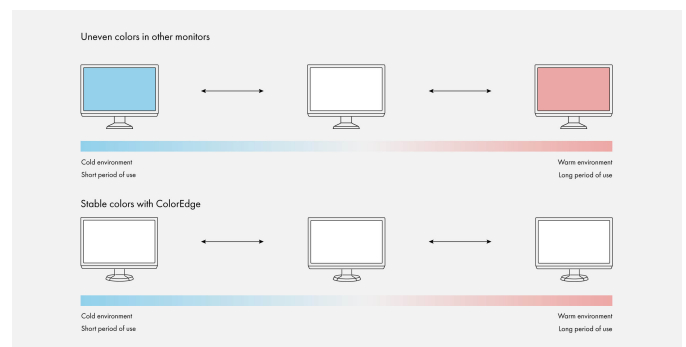 Uneven colors in other monitors
Cold environment
Short period of use
Warm environment
Long period of use
Stable colors with ColorEdge
Cold environment
Short period of use
Warm environment
Long period of use